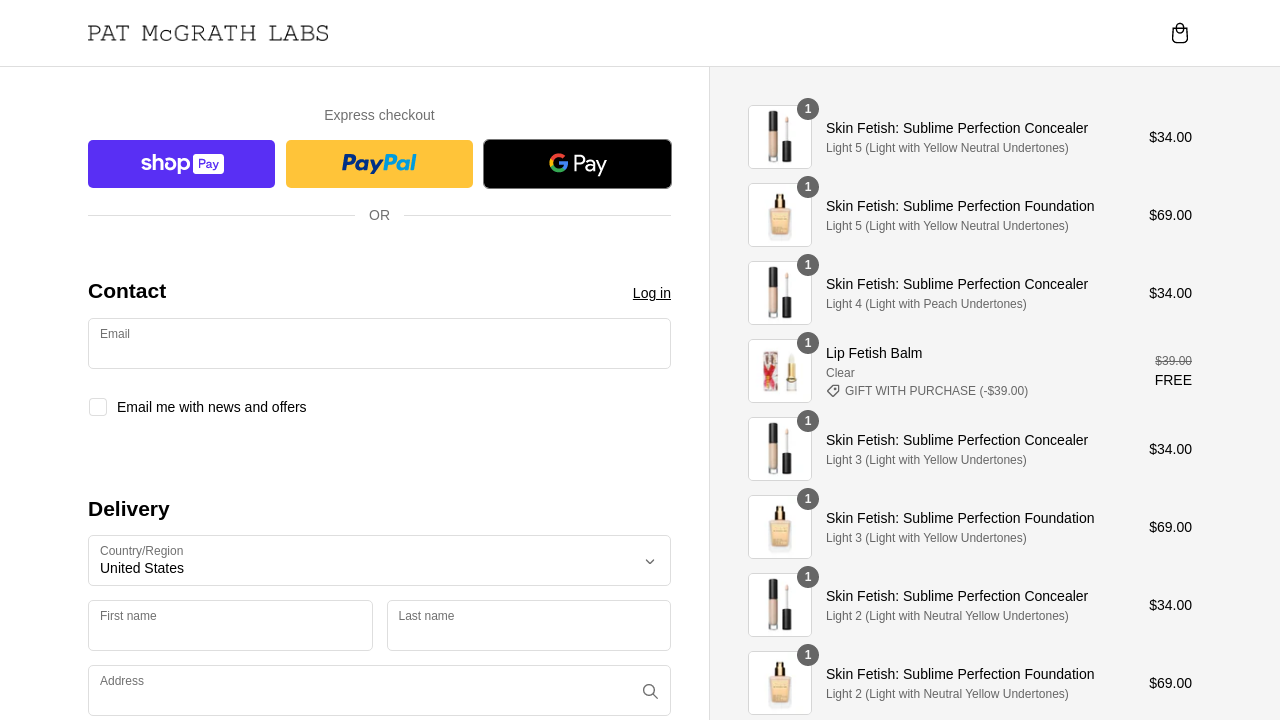 PAT McGRATH LABS
Express checkout
shop Pay
PayPal
G Pay
OR
Contact
Log in
Email
Email me with news and offers
Delivery
Country/Region
United States
First name
Last name
Address
1
Skin Fetish: Sublime Perfection Concealer
Light 5 (Light with Yellow Neutral Undertones)
$34.00
1
Skin Fetish: Sublime Perfection Foundation
Light 5 (Light with Yellow Neutral Undertones)
$69.00
1
Skin Fetish: Sublime Perfection Concealer
Light 4 (Light with Peach Undertones)
$34.00
1
Lip Fetish Balm
Clear
GIFT WITH PURCHASE (-$39.00)
$39.00
FREE
1
Skin Fetish: Sublime Perfection Concealer
Light 3 (Light with Yellow Undertones)
$34.00
1
Skin Fetish: Sublime Perfection Foundation
Light 3 (Light with Yellow Undertones)
$69.00
1
Skin Fetish: Sublime Perfection Concealer
Light 2 (Light with Neutral Yellow Undertones)
$34.00
1
Skin Fetish: Sublime Perfection Foundation
Light 2 (Light with Neutral Yellow Undertones)
$69.00